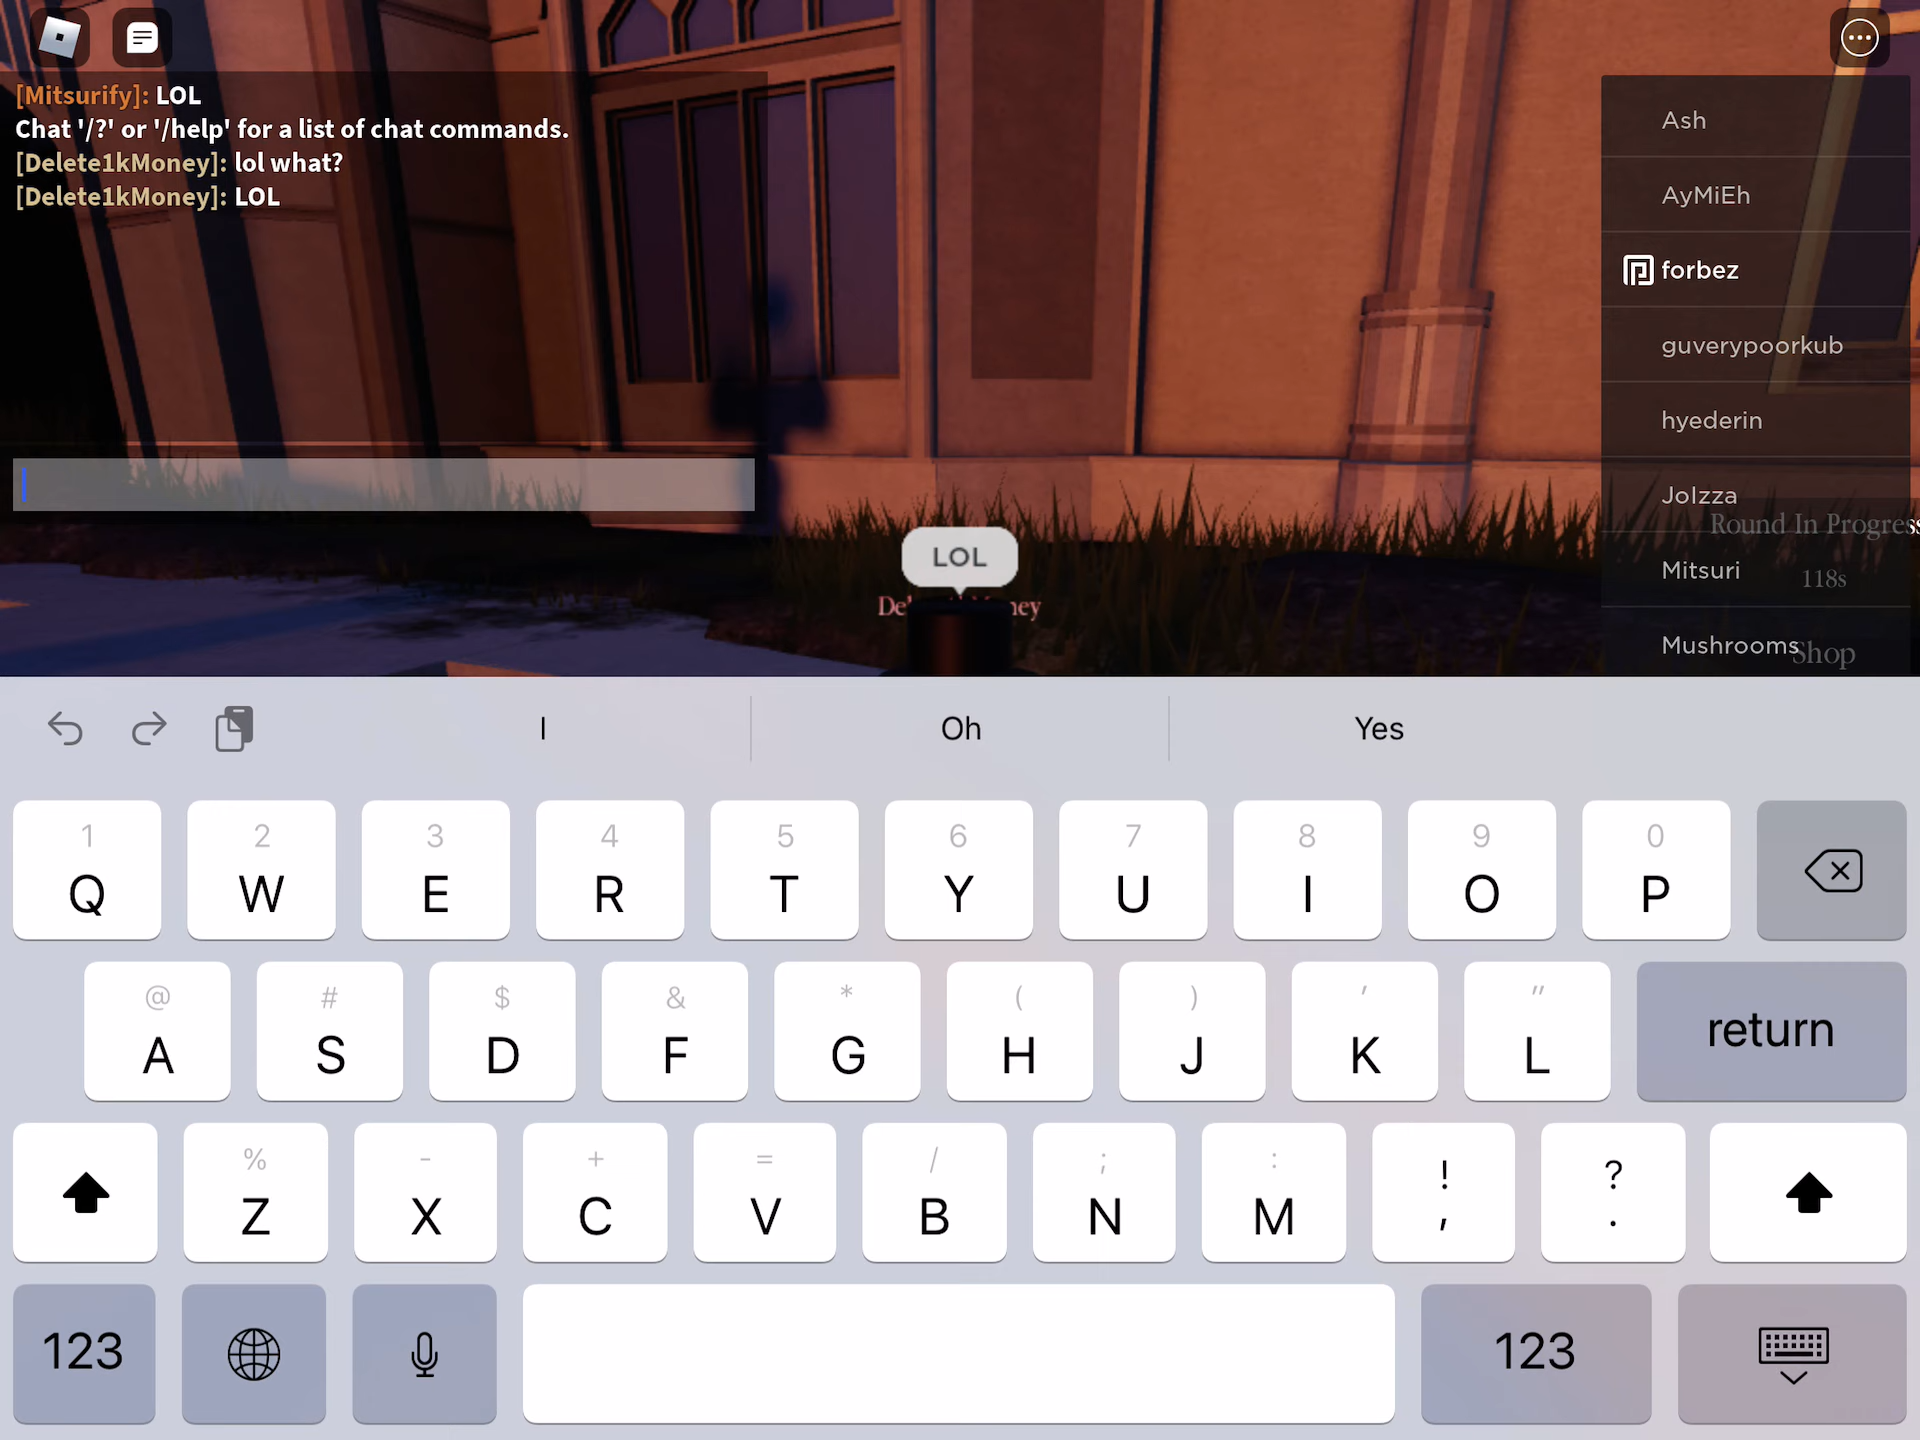 [Mitsurify]: LOL
Chat '/?' or '/help' for a list of chat commands.
[Delete1kMoney]: lol what?
[Delete1kMoney]: LOL
Ash
AyMiEh
forbez
guverypoorkub
hyederin
Jolzza
Round In Progress
Mitsuri
118s
Mushrooms
Shop
LOL
I
Oh
Yes
1 2 3 4 5 6 7 8 9 0
Q W E R T Y U I O P
@ # $ & * ( ) ' "
A S D F G H J K L return
% - + = / ; : ! ?
Z X C V B N M , .
123 123